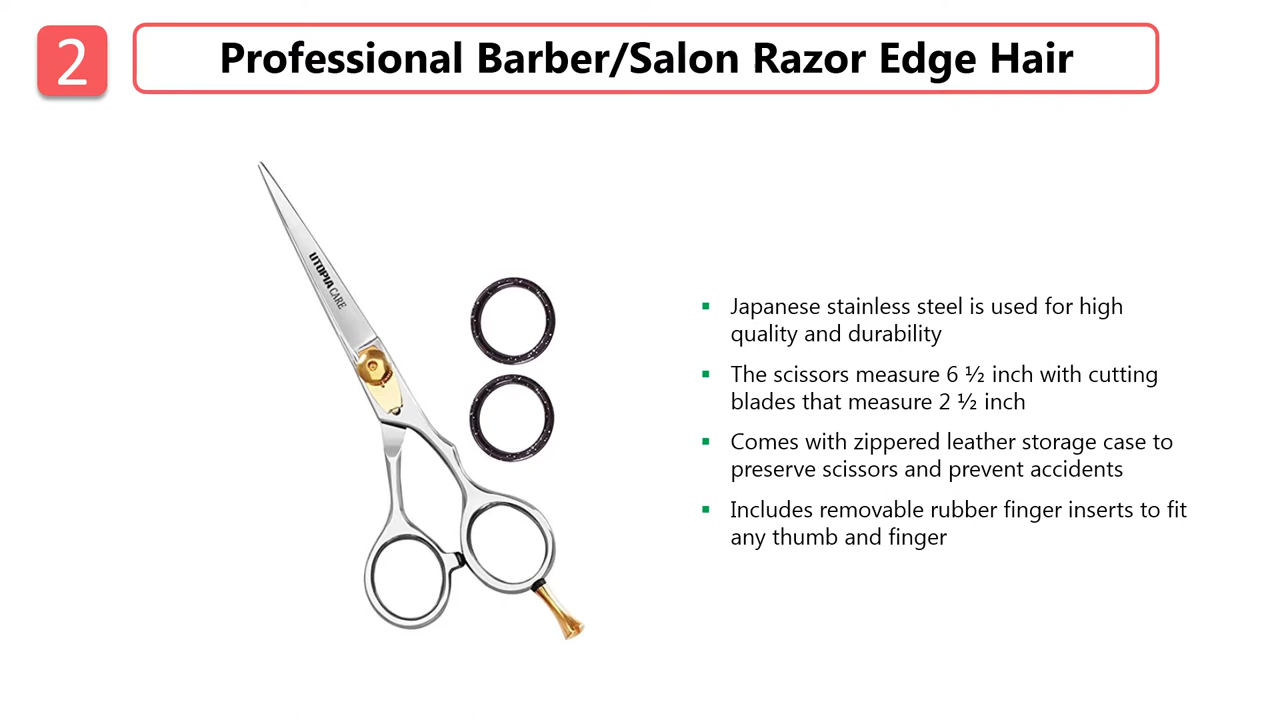 2
Professional Barber/Salon Razor Edge Hair
UTOPIA CARE
▪ Japanese stainless steel is used for high
quality and durability
▪ The scissors measure 6 ½ inch with cutting
blades that measure 2 ½ inch
▪ Comes with zippered leather storage case to
preserve scissors and prevent accidents
▪ Includes removable rubber finger inserts to fit
any thumb and finger